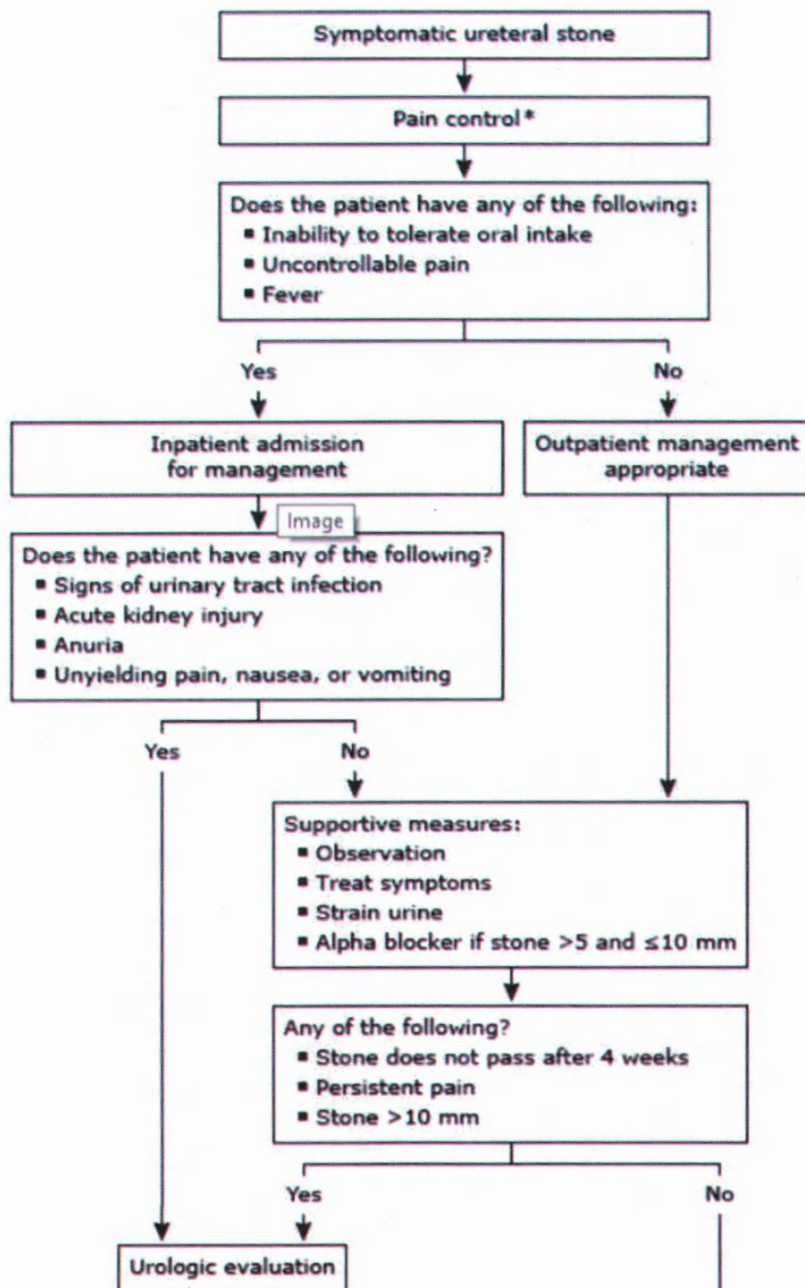 Symptomatic ureteral stone
Pain control*
Does the patient have any of the following:
▪ Inability to tolerate oral intake
▪ Uncontrollable pain
▪ Fever
Yes
No
Inpatient admission
for management
Outpatient management
appropriate
Image
Does the patient have any of the following?
▪ Signs of urinary tract infection
▪ Acute kidney injury
▪ Anuria
▪ Unyielding pain, nausea, or vomiting
Yes
No
Supportive measures:
▪ Observation
▪ Treat symptoms
▪ Strain urine
▪ Alpha blocker if stone >5 and ≤10 mm
Any of the following?
▪ Stone does not pass after 4 weeks
▪ Persistent pain
▪ Stone >10 mm
Yes
No
Urologic evaluation